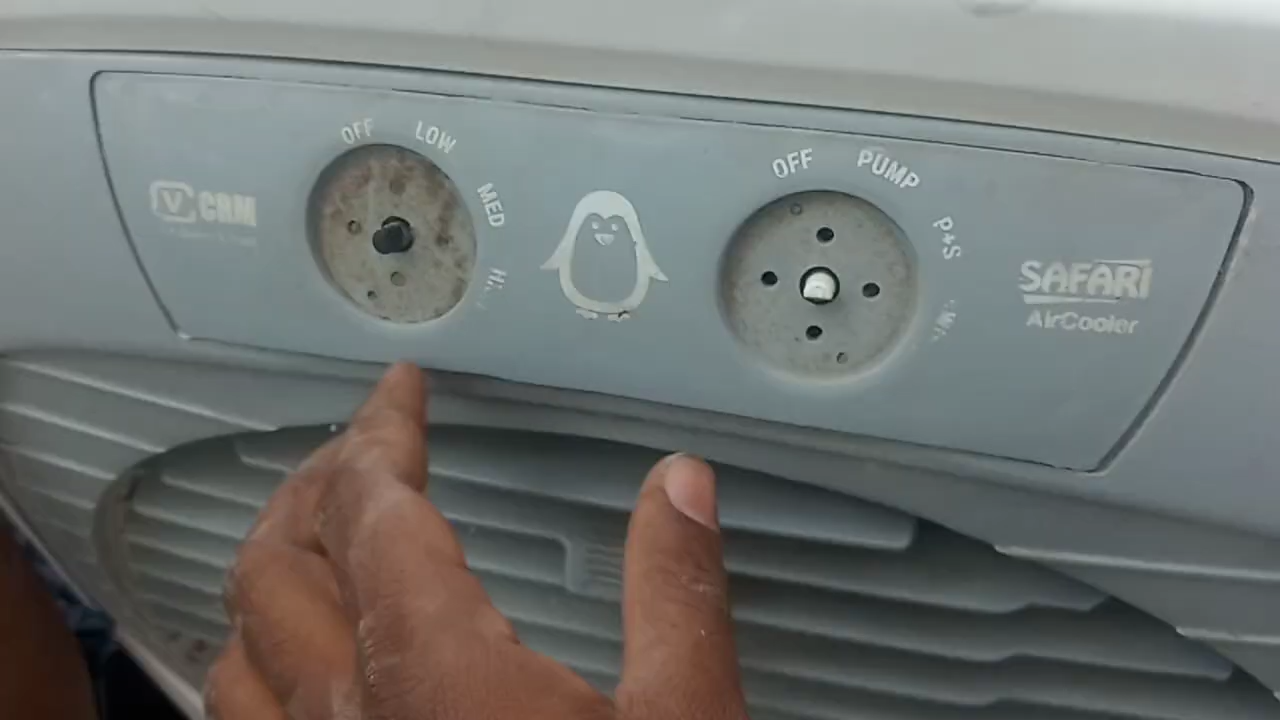 OFF
LOW
MED
V CRM
OFF
PUMP
P+S
SAFARI
AirCooler